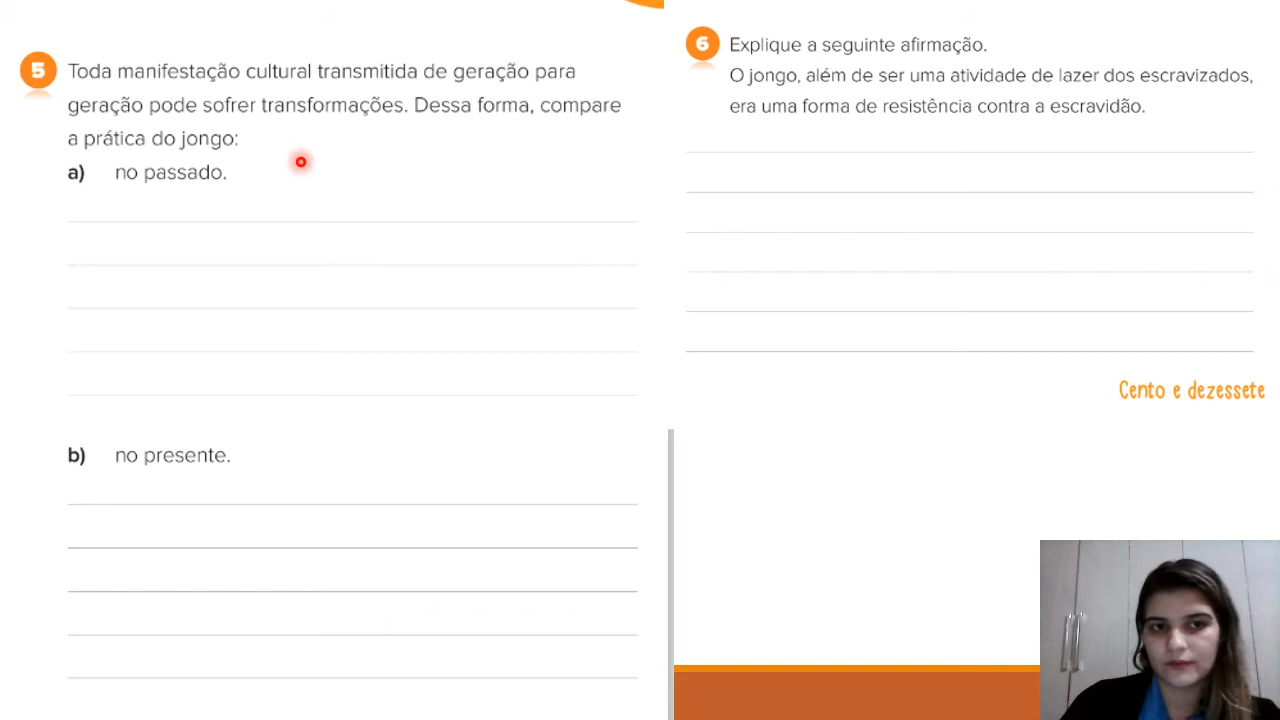 5 Toda manifestação cultural transmitida de geração para
geração pode sofrer transformações. Dessa forma, compare
a prática do jongo:
a) no passado.
b) no presente.
6 Explique a seguinte afirmação.
O jongo, além de ser uma atividade de lazer dos escravizados,
era uma forma de resistência contra a escravidão.
Cento e dezessete